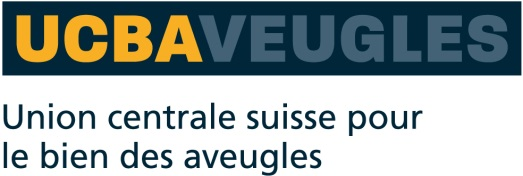 UCBAVEUGLES
Union centrale suisse pour
le bien des aveugles